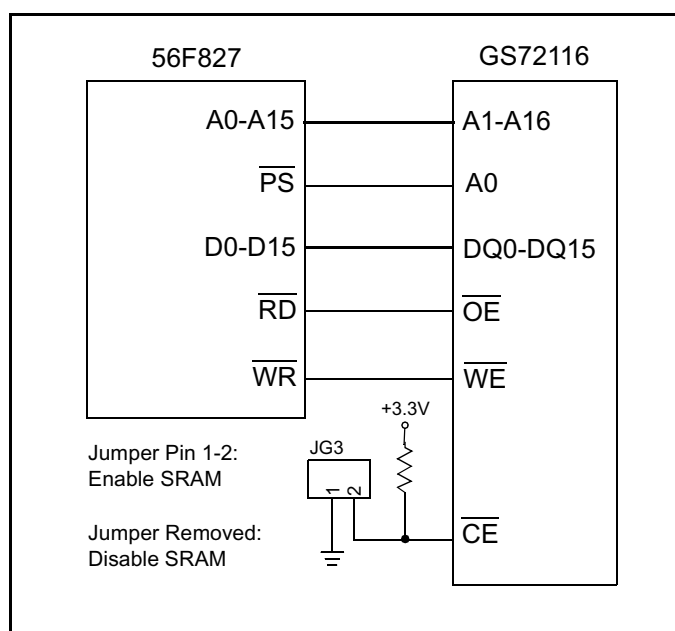 56F827 GS72116
A0-A15 A1-A16
PS A0
D0-D15 DQ0-DQ15
RD OE
WR WE
+3.3V
Jumper Pin 1-2: JG3
Enable SRAM
1 2
Jumper Removed: CE
Disable SRAM